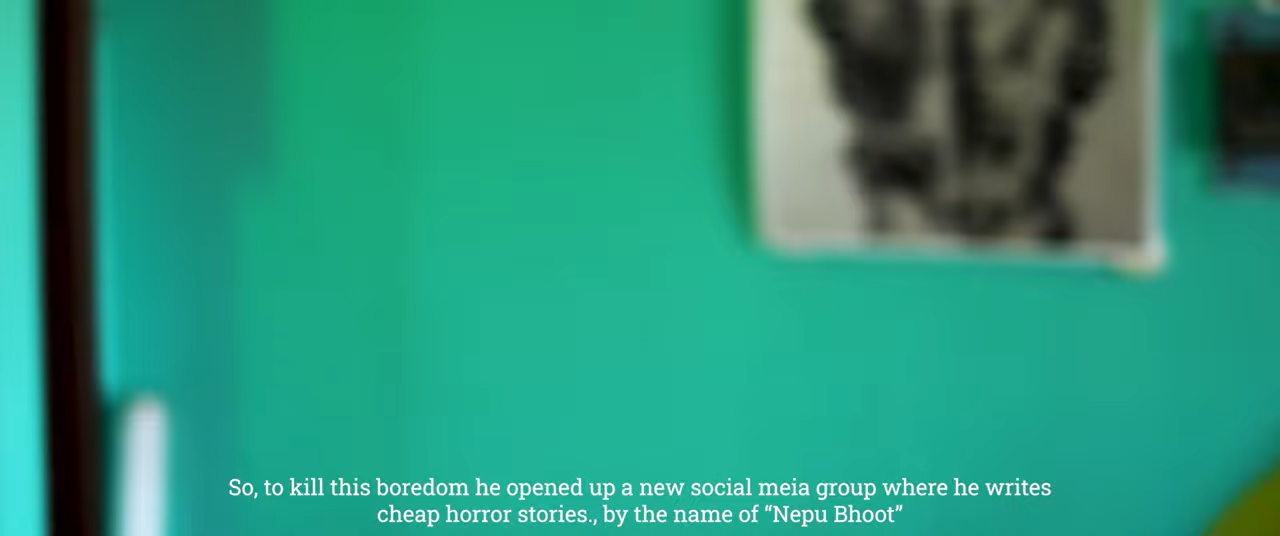 So, to kill this boredom he opened up a new social meia group where he writes
cheap horror stories., by the name of “Nepu Bhoot”